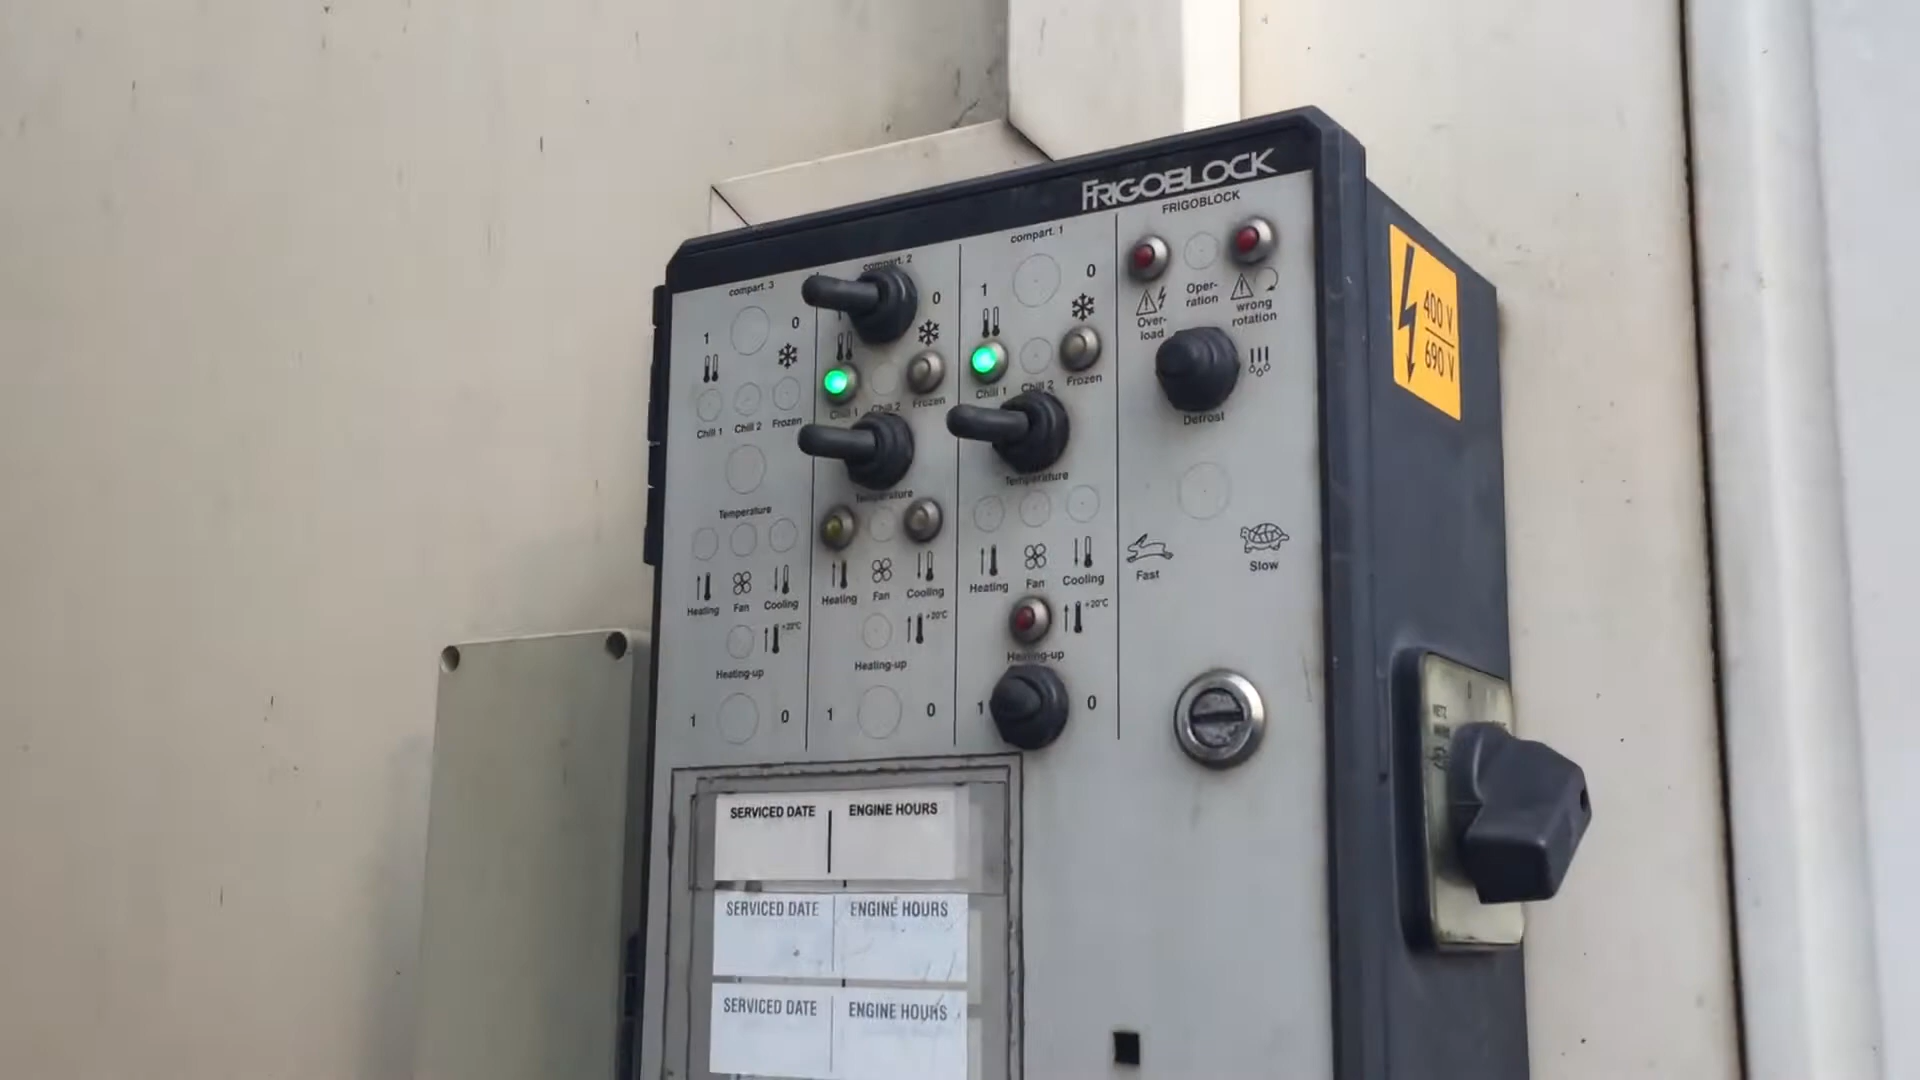 FRIGOBLOCK
FRIGOBLOCK
compart. 3
1
0
Chill 1
Chill 2
Frozen
Temperature
Heating
Fan
Cooling
+20°C
Heating-up
1
0
compart. 2
0
Chill 1
Chill 2
Frozen
Temperature
Heating
Fan
Cooling
+20°C
Heating-up
1
0
compart. 1
1
0
Chill 1
Chill 2
Frozen
Temperature
Heating
Fan
Cooling
+20°C
Heating-up
1
0
Over-
load
Oper-
ration
wrong
rotation
Defrost
Fast
Slow
400 V
690 V
0
SERVICED DATE
ENGINE HOURS
SERVICED DATE
ENGINE HOURS
SERVICED DATE
ENGINE HOURS